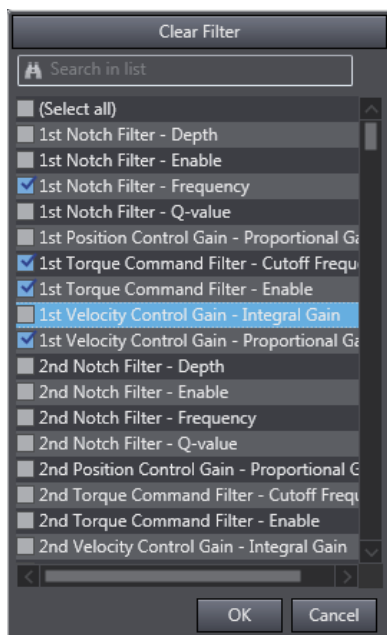 Clear Filter
Search in list
(Select all)
1st Notch Filter - Depth
1st Notch Filter - Enable
1st Notch Filter - Frequency
1st Notch Filter - Q-value
1st Position Control Gain - Proportional Ga
1st Torque Command Filter - Cutoff Frequ
1st Torque Command Filter - Enable
1st Velocity Control Gain - Integral Gain
1st Velocity Control Gain - Proportional Ga
2nd Notch Filter - Depth
2nd Notch Filter - Enable
2nd Notch Filter - Frequency
2nd Notch Filter - Q-value
2nd Position Control Gain - Proportional G
2nd Torque Command Filter - Cutoff Frequ
2nd Torque Command Filter - Enable
2nd Velocity Control Gain - Integral Gain
OK Cancel